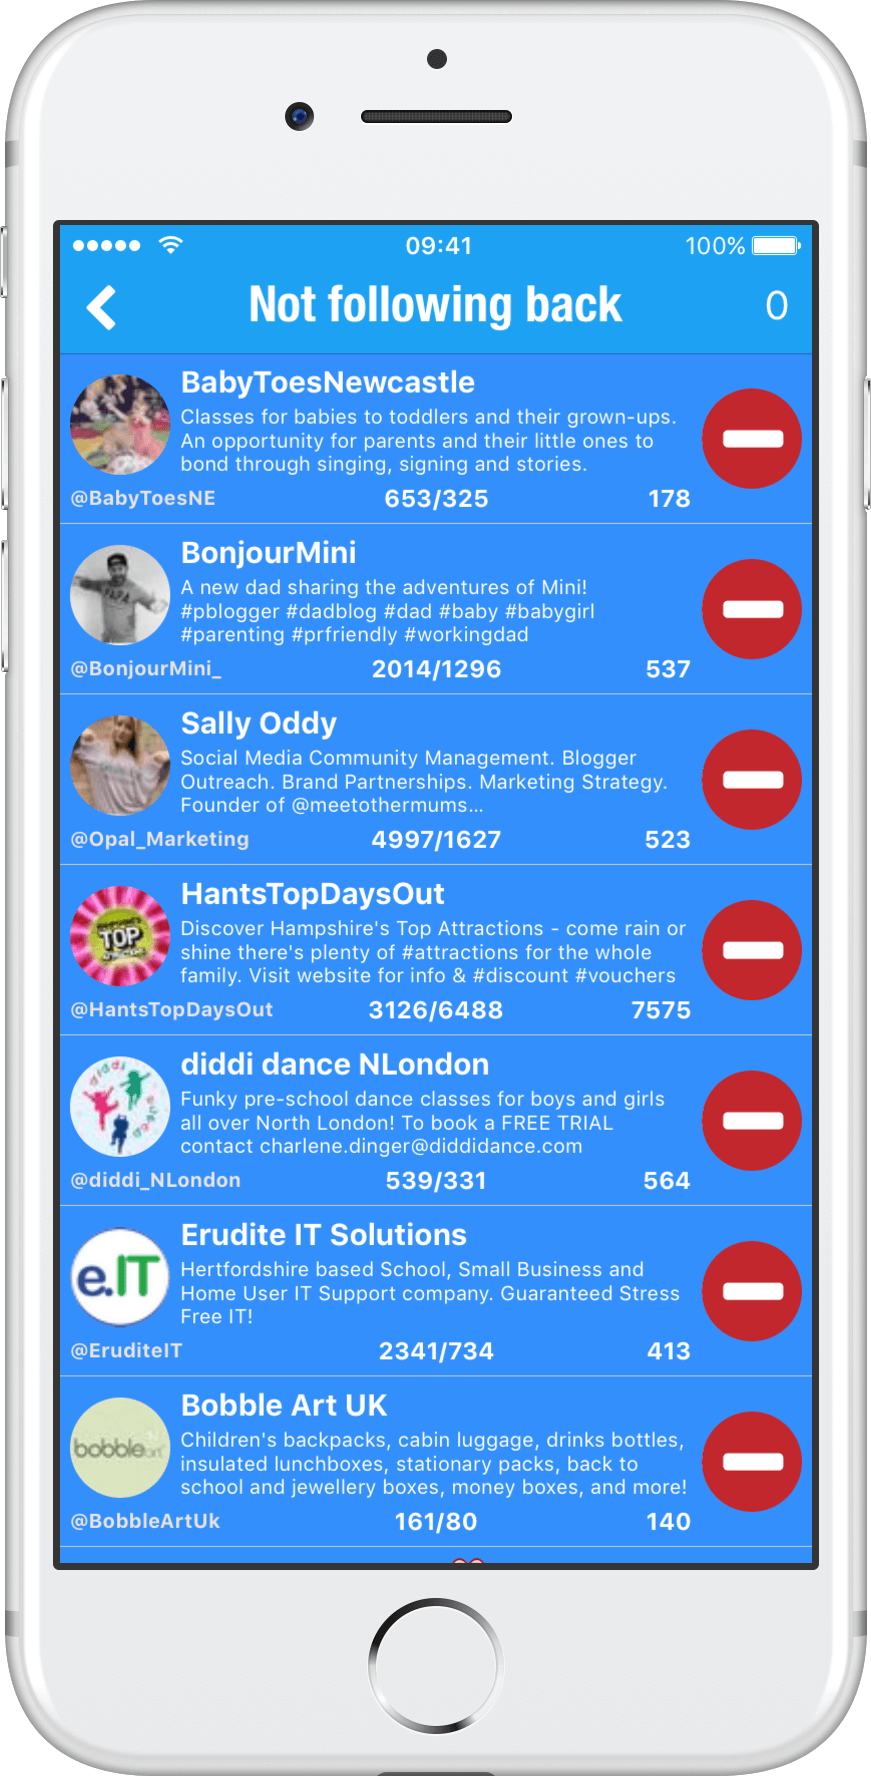 09:41
100%
Not following back
0
BabyToesNewcastle
Classes for babies to toddlers and their grown-ups.
An opportunity for parents and their little ones to
bond through singing, signing and stories.
@BabyToesNE 653/325 178
BonjourMini
A new dad sharing the adventures of Mini!
#pblogger #dadblog #dad #baby #babygirl
#parenting #prfriendly #workingdad
@BonjourMini_ 2014/1296 537
PAPA
Sally Oddy
Social Media Community Management. Blogger
Outreach. Brand Partnerships. Marketing Strategy.
Founder of @meetothermums...
@Opal_Marketing 4997/1627 523
HantsTopDaysOut
TOP
Discover Hampshire's Top Attractions - come rain or
shine there's plenty of #attractions for the whole
family. Visit website for info & #discount #vouchers
@HantsTopDaysOut 3126/6488 7575
diddi dance NLondon
diddi
Funky pre-school dance classes for boys and girls
all over North London! To book a FREE TRIAL
contact charlene.dinger@diddidance.com
@diddi_NLondon 539/331 564
Erudite IT Solutions
e.IT
Hertfordshire based School, Small Business and
Home User IT Support company. Guaranteed Stress
Free IT!
@EruditeIT 2341/734 413
Bobble Art UK
bobbleart
Children's backpacks, cabin luggage, drinks bottles,
insulated lunchboxes, stationary packs, back to
school and jewellery boxes, money boxes, and more!
@BobbleArtUk 161/80 140